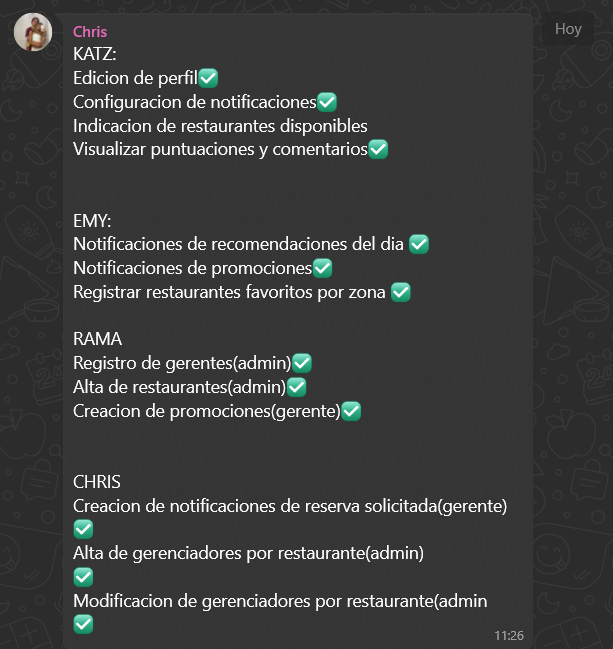 Chris
Hoy
KATZ:
Edicion de perfil✅
Configuracion de notificaciones✅
Indicacion de restaurantes disponibles
Visualizar puntuaciones y comentarios✅
EMY:
Notificaciones de recomendaciones del dia ✅
Notificaciones de promociones✅
Registrar restaurantes favoritos por zona ✅
RAMA
Registro de gerentes(admin)✅
Alta de restaurantes(admin)✅
Creacion de promociones(gerente)✅
CHRIS
Creacion de notificaciones de reserva solicitada(gerente)
✅
Alta de gerenciadores por restaurante(admin)
✅
Modificacion de gerenciadores por restaurante(admin
✅
11:26